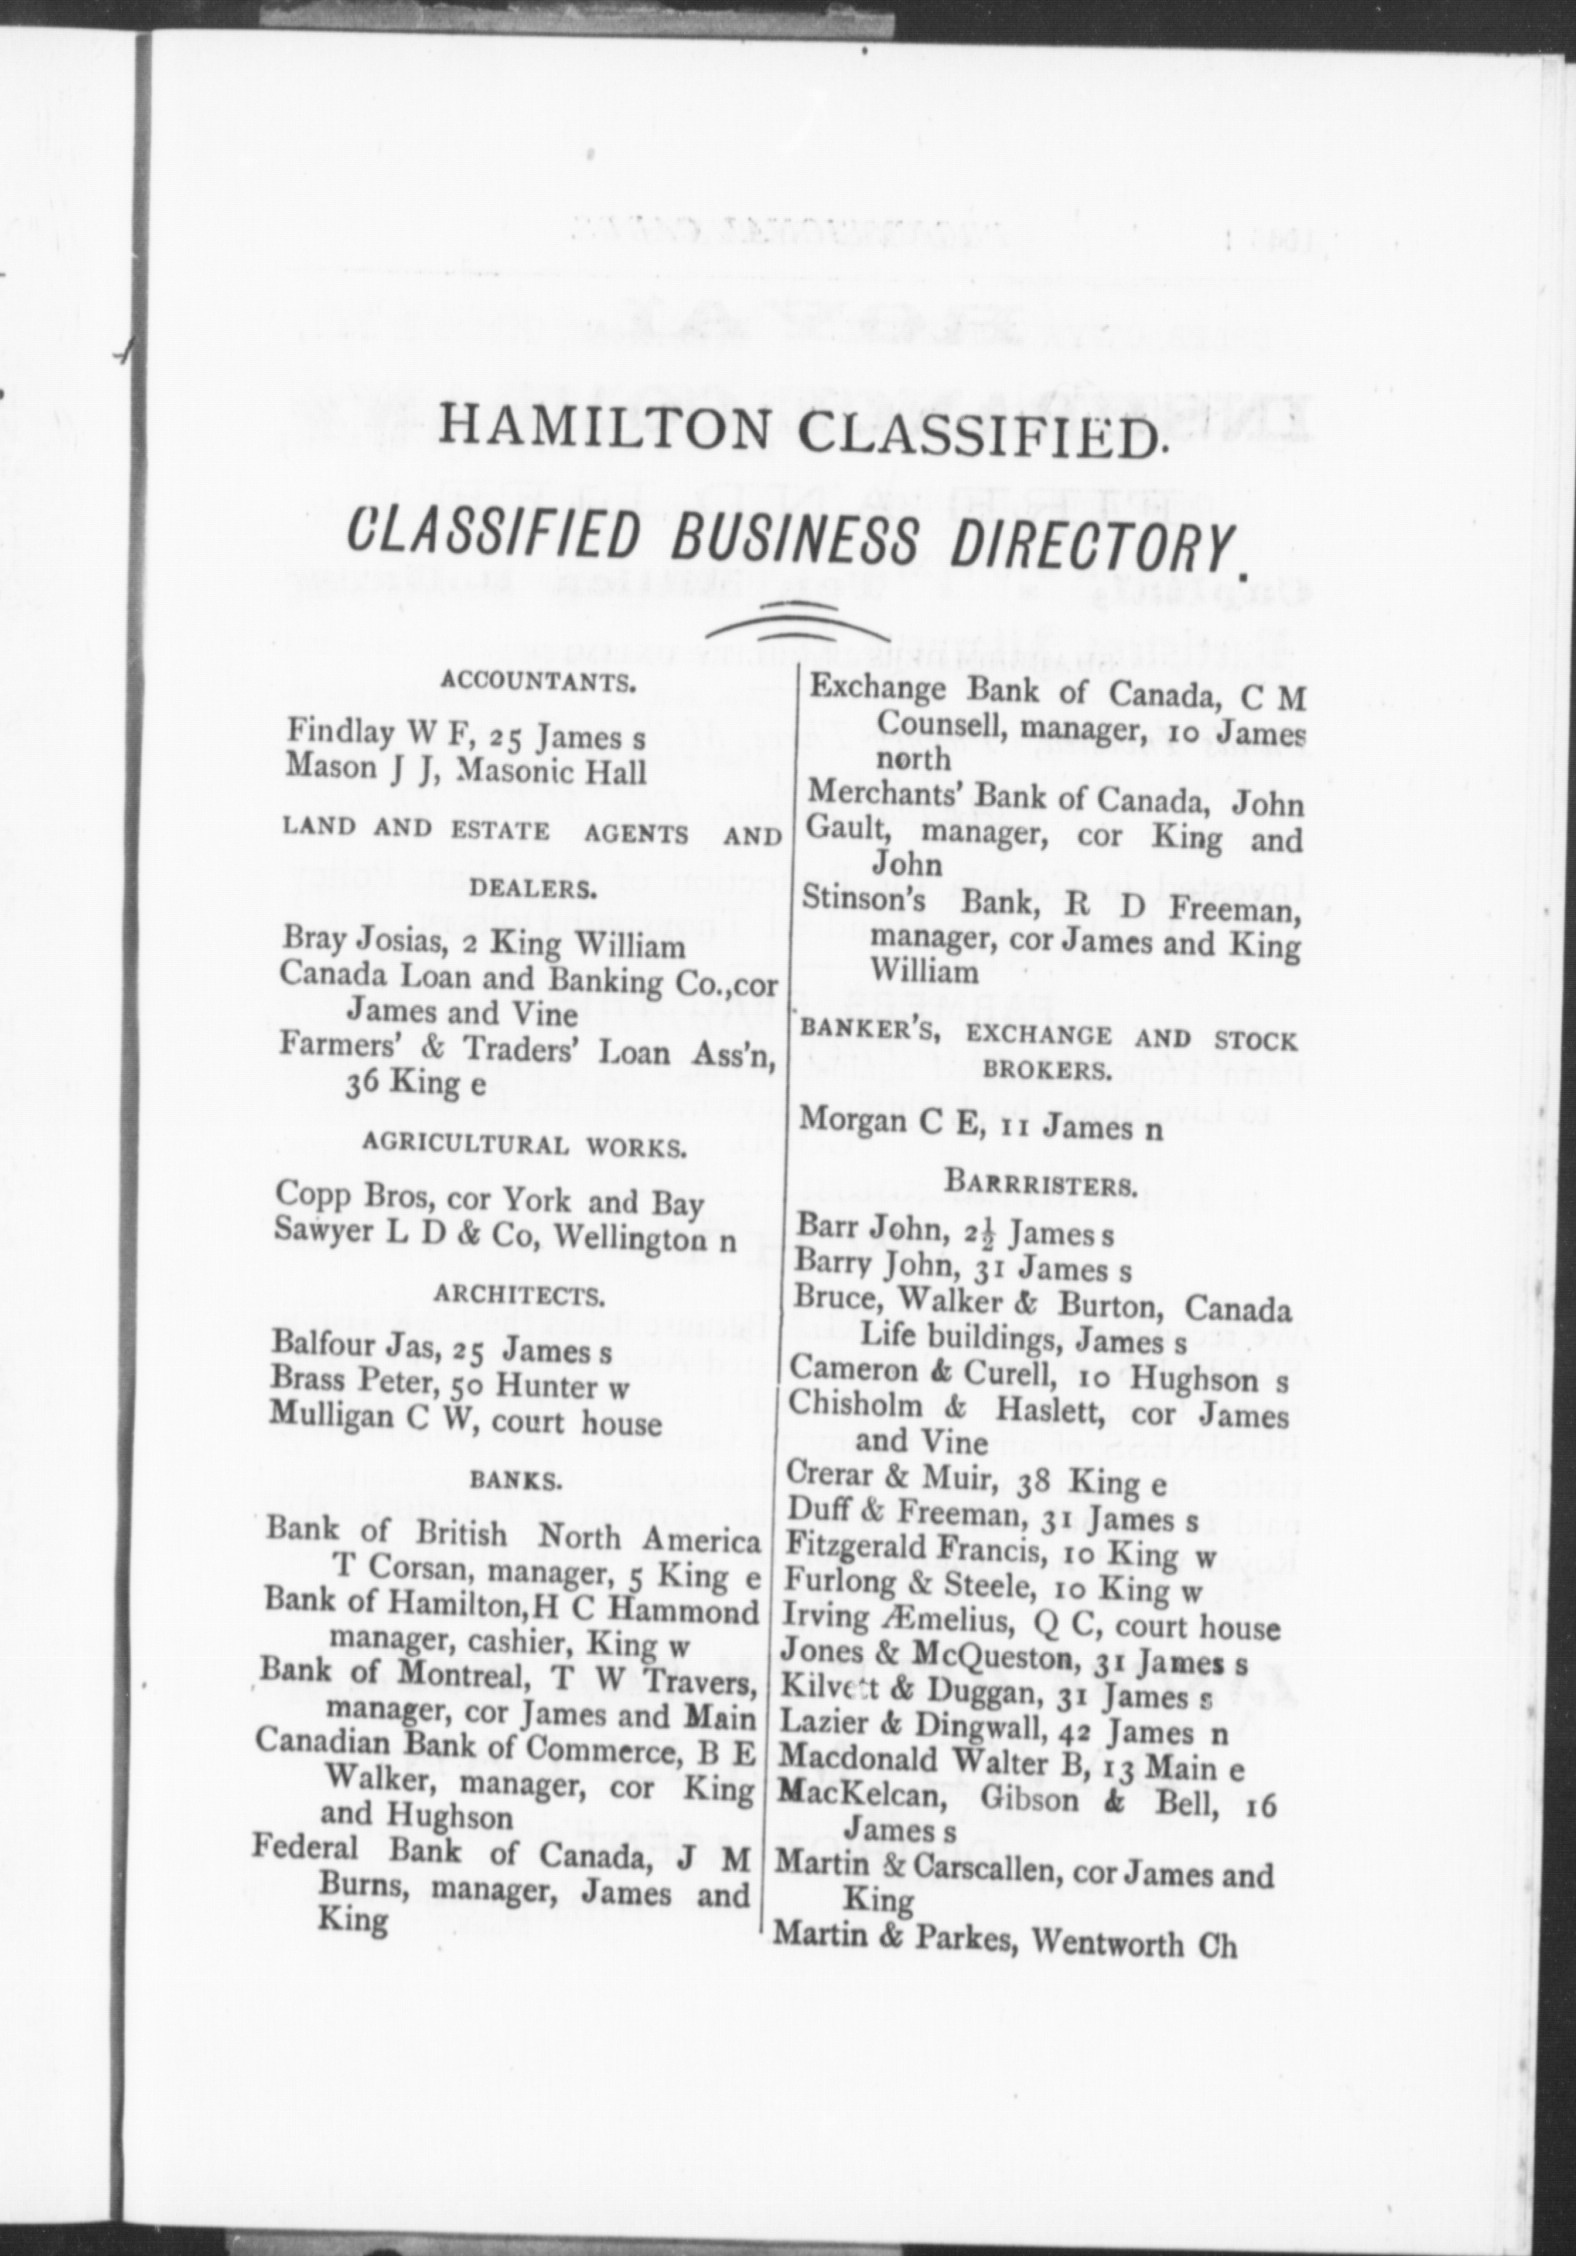 HAMILTON CLASSIFIED.
CLASSIFIED BUSINESS DIRECTORY.
ACCOUNTANTS.
Findlay W F, 25 James s
Mason J J, Masonic Hall
LAND AND ESTATE AGENTS AND
DEALERS.
Bray Josias, 2 King William
Canada Loan and Banking Co.,cor
James and Vine
Farmers' & Traders' Loan Ass'n,
36 King e
AGRICULTURAL WORKS.
Copp Bros, cor York and Bay
Sawyer L D & Co, Wellington n
ARCHITECTS.
Balfour Jas, 25 James s
Brass Peter, 50 Hunter w
Mulligan C W, court house
BANKS.
Bank of British North America
T Corsan, manager, 5 King e
Bank of Hamilton,H C Hammond
manager, cashier, King w
Bank of Montreal, T W Travers,
manager, cor James and Main
Canadian Bank of Commerce, B E
Walker, manager, cor King
and Hughson
Federal Bank of Canada, J M
Burns, manager, James and
King
Exchange Bank of Canada, C M
Counsell, manager, 10 James
north
Merchants' Bank of Canada, John
Gault, manager, cor King and
John
Stinson's Bank, R D Freeman,
manager, cor James and King
William
BANKER'S, EXCHANGE AND STOCK
BROKERS.
Morgan C E, 11 James n
BARRRISTERS.
Barr John, 2½ James s
Barry John, 31 James s
Bruce, Walker & Burton, Canada
Life buildings, James s
Cameron & Curell, 10 Hughson s
Chisholm & Haslett, cor James
and Vine
Crerar & Muir, 38 King e
Duff & Freeman, 31 James s
Fitzgerald Francis, 10 King w
Furlong & Steele, 10 King w
Irving Æmelius, Q C, court house
Jones & McQueston, 31 James s
Kilvett & Duggan, 31 James s
Lazier & Dingwall, 42 James n
Macdonald Walter B, 13 Main e
MacKelcan, Gibson & Bell, 16
James s
Martin & Carscallen, cor James and
King
Martin & Parkes, Wentworth Ch